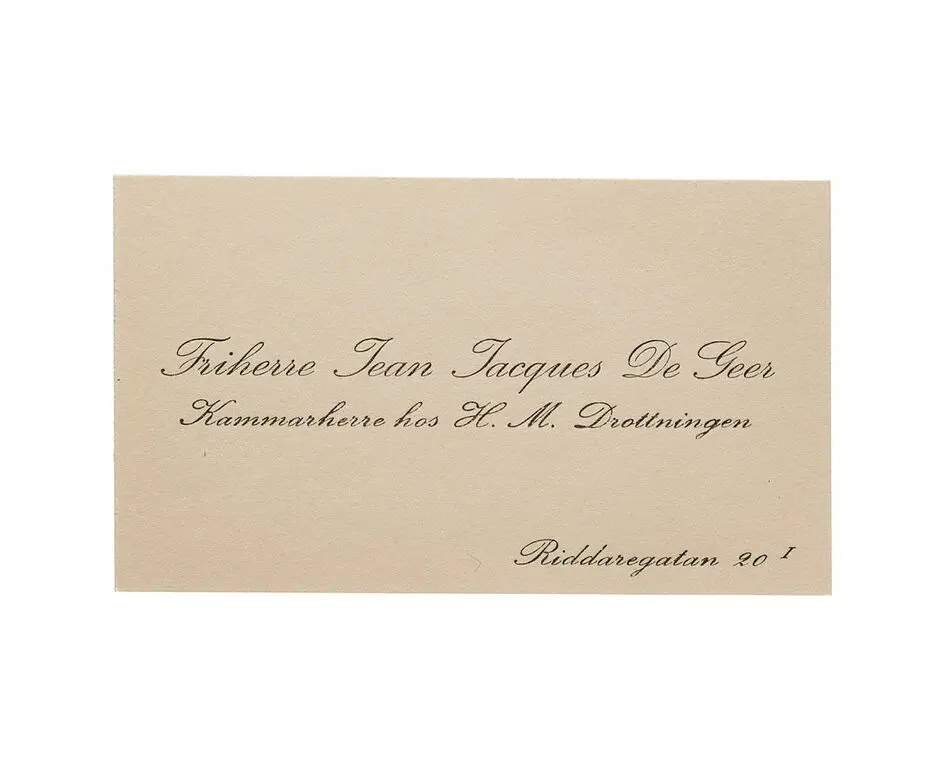 Friherre Jean Jacques De Geer
Kammarherre hos H. M. Drottningen
Riddaregatan 20 I